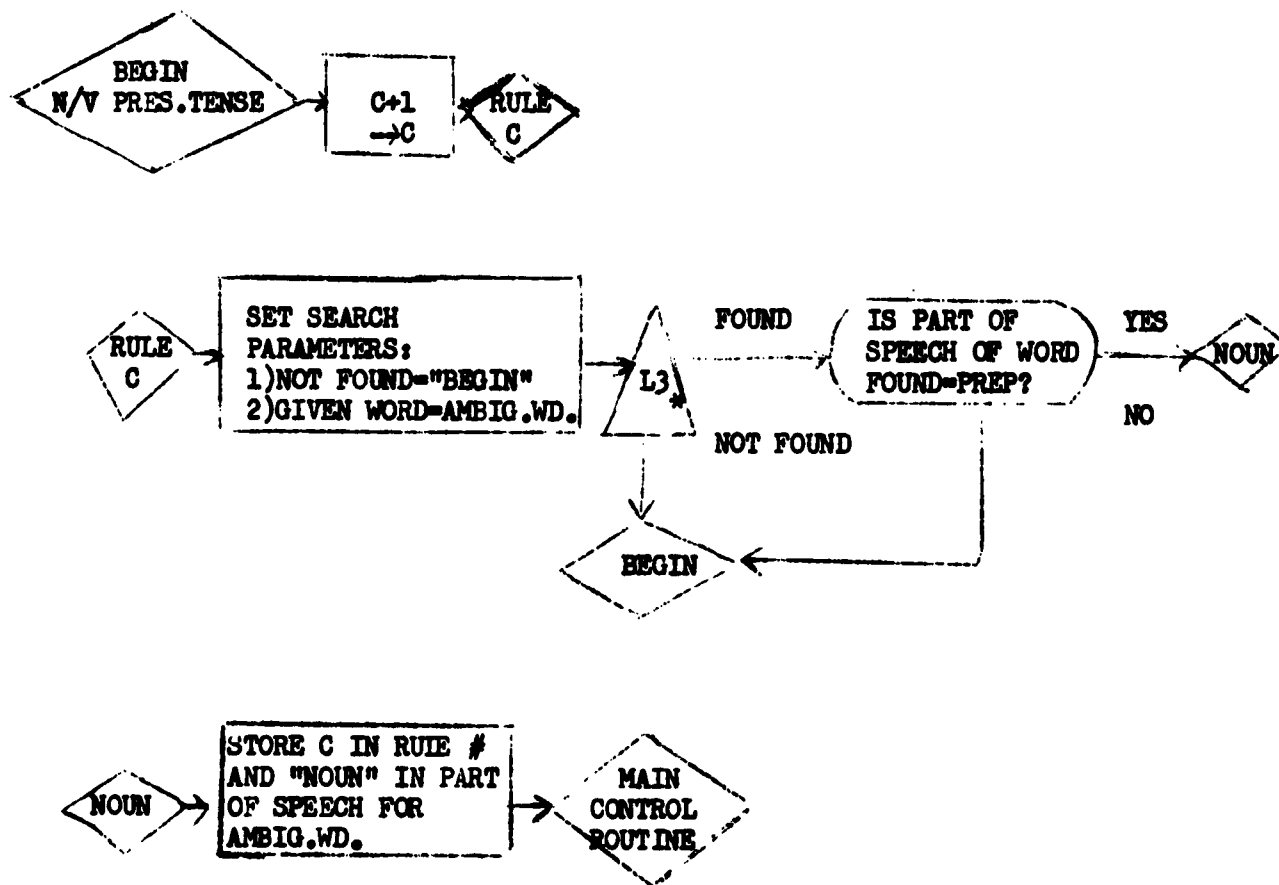 BEGIN
N/V PRES.TENSE
C+1
→C
RULE
C
RULE
C
SET SEARCH
PARAMETERS:
1)NOT FOUND="BEGIN"
2)GIVEN WORD=AMBIG.WD.
L3
*
FOUND
NOT FOUND
IS PART OF
SPEECH OF WORD
FOUND=PREP?
YES
NO
NOUN
BEGIN
NOUN
STORE C IN RUIE #
AND "NOUN" IN PART
OF SPEECH FOR
AMBIG.WD.
MAIN
CONTROL
ROUTINE